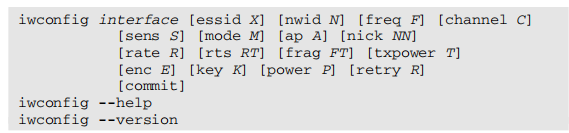 iwconfig interface [essid X] [nwid N] [freq F] [channel C]
[sens S] [mode M] [ap A] [nick NN]
[rate R] [rts RT] [frag FT] [txpower T]
[enc E] [key K] [power P] [retry R]
[commit]
iwconfig --help
iwconfig --version